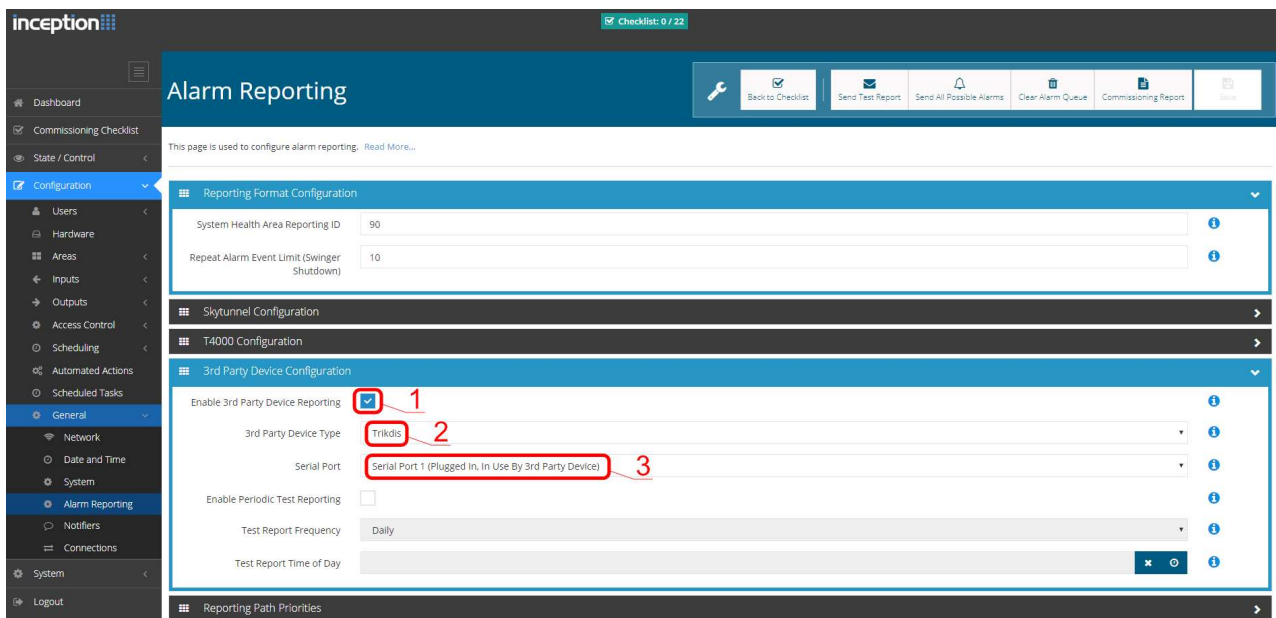 inception
Checklist: 0 / 22
Dashboard
Commissioning Checklist
State / Control
Configuration
Users
Hardware
Areas
Inputs
Outputs
Access Control
Scheduling
Automated Actions
Scheduled Tasks
General
Network
Date and Time
System
Alarm Reporting
Notifiers
Connections
System
Logout
Alarm Reporting
Back to Checklist
Send Test Report
Send All Possible Alarms
Clear Alarm Queue
Commissioning Report
Save
This page is used to configure alarm reporting. Read More...
Reporting Format Configuration
System Health Area Reporting ID 90
Repeat Alarm Event Limit (Swinger 10
Shutdown)
Skytunnel Configuration
T4000 Configuration
3rd Party Device Configuration
Enable 3rd Party Device Reporting 1
3rd Party Device Type Trikdis 2
Serial Port Serial Port 1 (Plugged In, In Use By 3rd Party Device) 3
Enable Periodic Test Reporting
Test Report Frequency Daily
Test Report Time of Day
Reporting Path Priorities